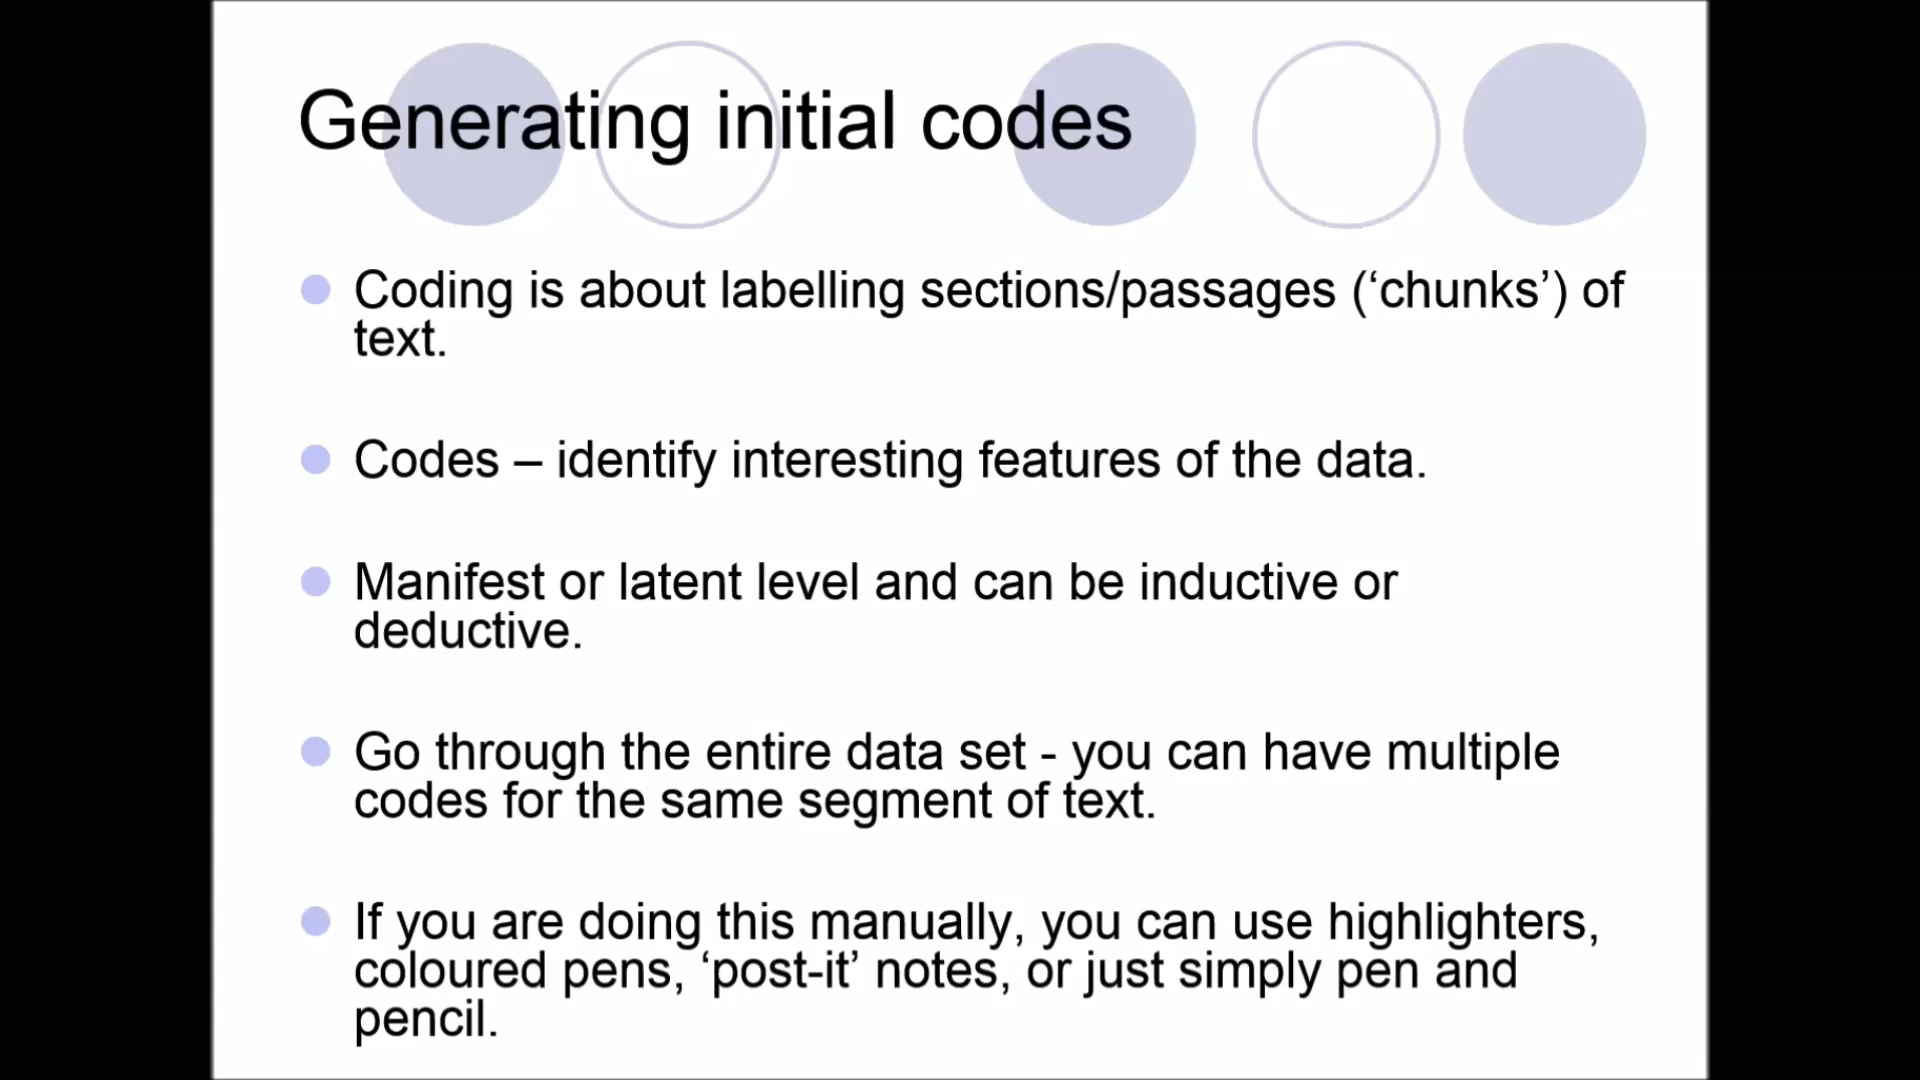 Generating initial codes
Coding is about labelling sections/passages (‘chunks’) of
text.
Codes – identify interesting features of the data.
Manifest or latent level and can be inductive or
deductive.
Go through the entire data set - you can have multiple
codes for the same segment of text.
If you are doing this manually, you can use highlighters,
coloured pens, ‘post-it’ notes, or just simply pen and
pencil.